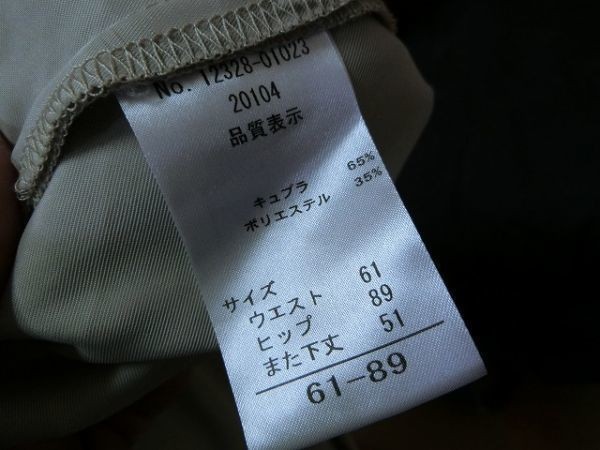 No. 12328-01023
20104
品質表示
キュプラ 65%
ポリエステル 35%
サイズ
ウエスト 61
ヒップ 89
また下丈 51
61-89